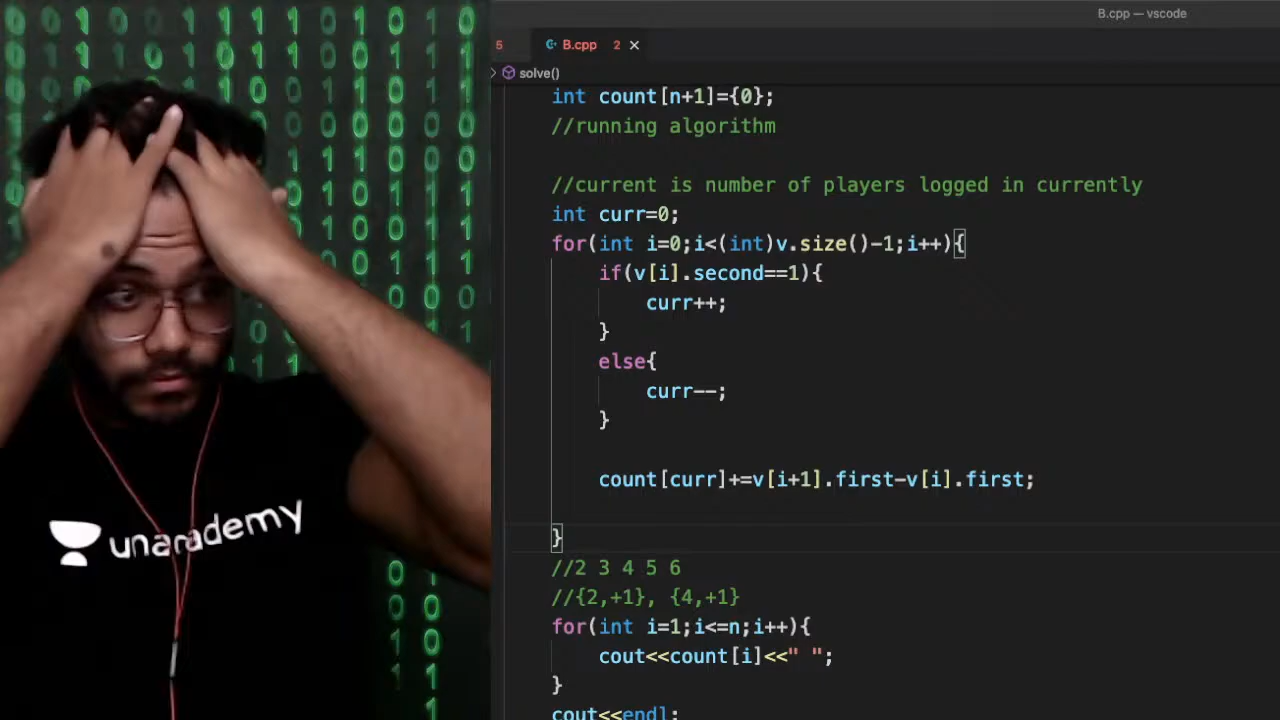 B.cpp — vscode
5
B.cpp 2
solve()
int count[n+1]={0};
//running algorithm
//current is number of players logged in currently
int curr=0;
for(int i=0;i<(int)v.size()-1;i++){
if(v[i].second==1){
curr++;
}
else{
curr--;
}
count[curr]+=v[i+1].first-v[i].first;
}
//2 3 4 5 6
//{2,+1}, {4,+1}
for(int i=1;i<=n;i++){
cout<<count[i]<<" ";
}
cout<<endl;
unacademy